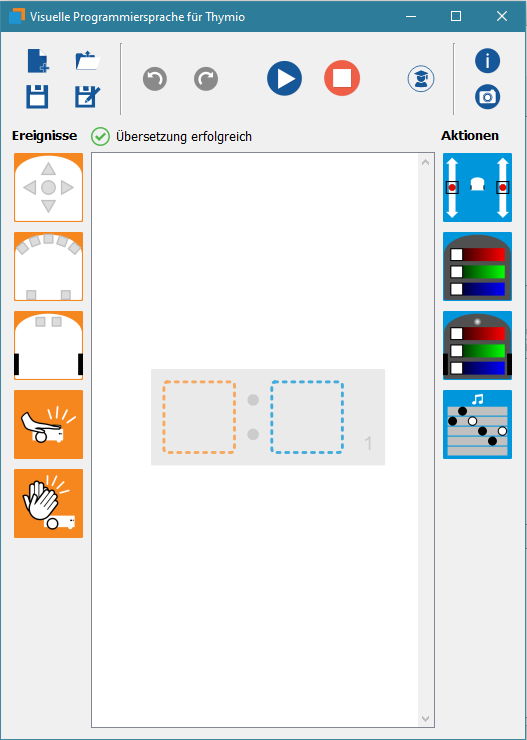 Visuelle Programmiersprache für Thymio
Ereignisse
Übersetzung erfolgreich
Aktionen
1